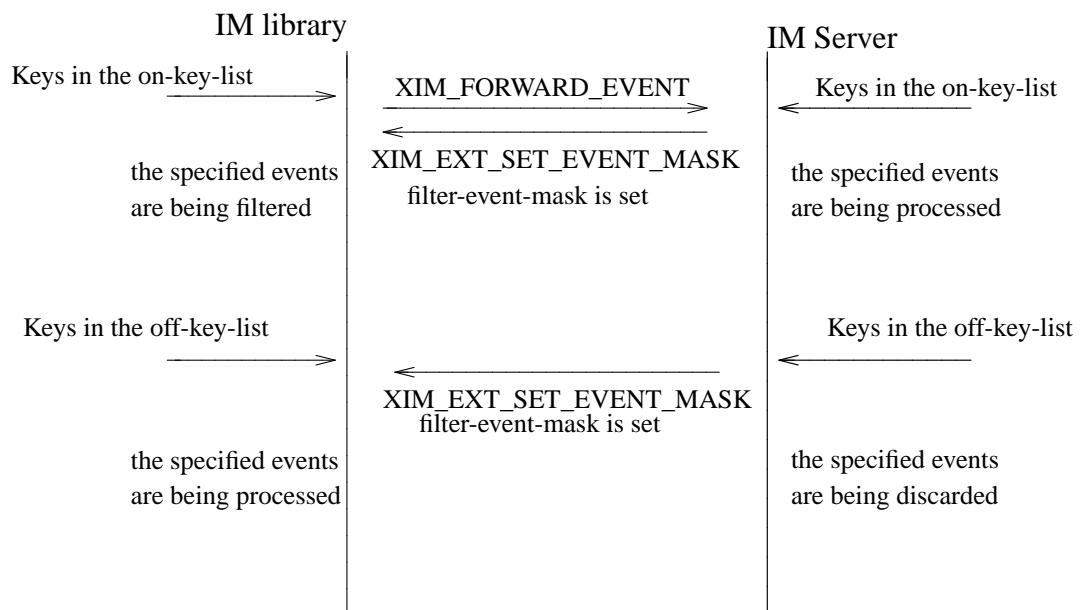 IM library
IM Server
Keys in the on-key-list
XIM_FORWARD_EVENT
Keys in the on-key-list
XIM_EXT_SET_EVENT_MASK
filter-event-mask is set
the specified events
are being filtered
the specified events
are being processed
Keys in the off-key-list
Keys in the off-key-list
XIM_EXT_SET_EVENT_MASK
filter-event-mask is set
the specified events
are being processed
the specified events
are being discarded